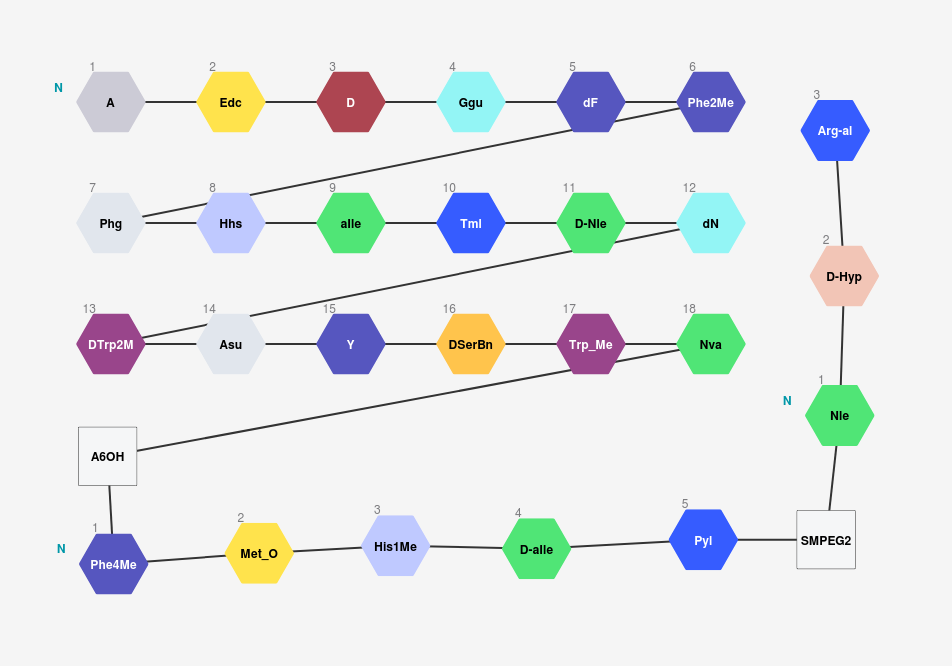 1 2 3 4 5 6
N A Edc D Ggu dF Phe2Me
3
Arg-al
7 8 9 10 11 12
Phg Hhs aIle Tml D-Nle dN
2
D-Hyp
13 14 15 16 17 18
DTrp2M Asu Y DSerBn Trp_Me Nva
1
N Nle
A6OH
1 2 3 4 5
N Phe4Me Met_O His1Me D-aIle Pyl SMPEG2